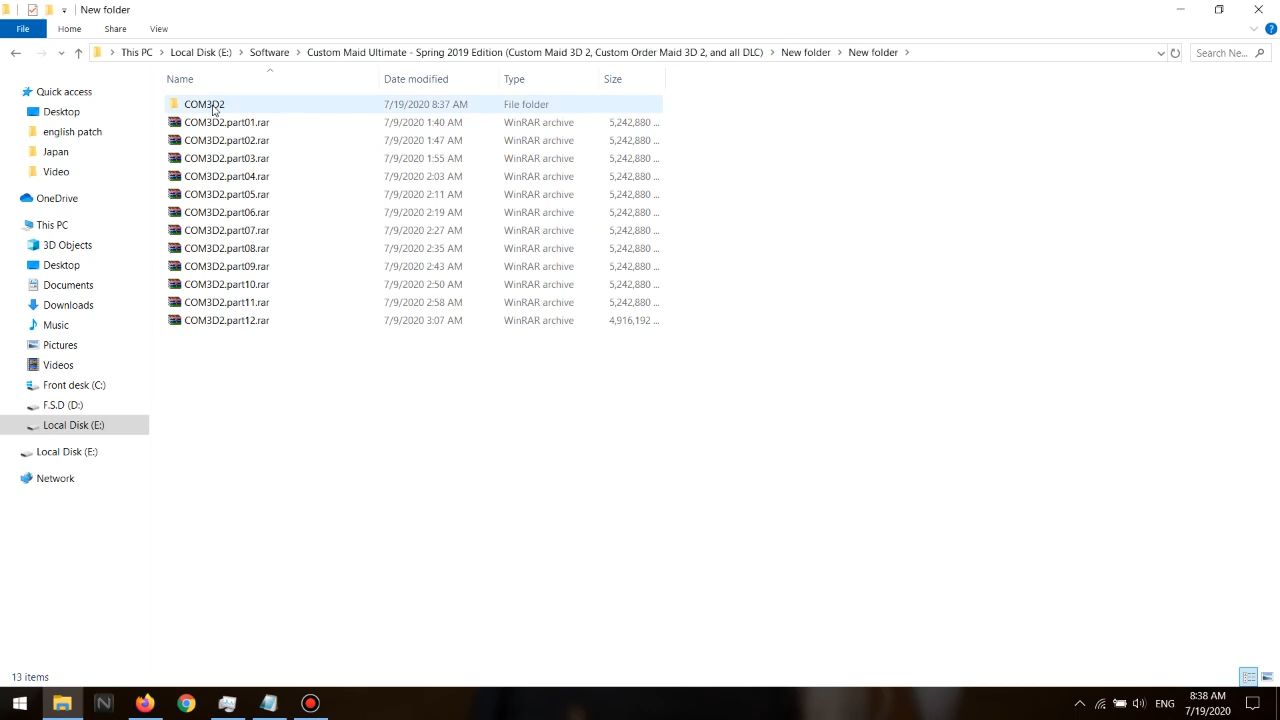 New folder
File Home Share View
This PC Local Disk (E:) Software Custom Maid Ultimate - Spring 2019 Edition (Custom Maid 3D 2, Custom Order Maid 3D 2, and all DLC) New folder New folder Search Ne...
Name Date modified Type Size
Quick access
Desktop
english patch
Japan
Video
OneDrive
This PC
3D Objects
Desktop
Documents
Downloads
Music
Pictures
Videos
Front desk (C:)
F.S.D (D:)
Local Disk (E:)
Local Disk (E:)
Network
COM3D2 7/19/2020 8:37 AM File folder
COM3D2.part01.rar 7/9/2020 1:40 AM WinRAR archive 5,242,880 ...
COM3D2.part02.rar 7/9/2020 1:47 AM WinRAR archive 5,242,880 ...
COM3D2.part03.rar 7/9/2020 1:55 AM WinRAR archive 5,242,880 ...
COM3D2.part04.rar 7/9/2020 2:03 AM WinRAR archive 5,242,880 ...
COM3D2.part05.rar 7/9/2020 2:11 AM WinRAR archive 5,242,880 ...
COM3D2.part06.rar 7/9/2020 2:19 AM WinRAR archive 5,242,880 ...
COM3D2.part07.rar 7/9/2020 2:27 AM WinRAR archive 5,242,880 ...
COM3D2.part08.rar 7/9/2020 2:35 AM WinRAR archive 5,242,880 ...
COM3D2.part09.rar 7/9/2020 2:43 AM WinRAR archive 5,242,880 ...
COM3D2.part10.rar 7/9/2020 2:50 AM WinRAR archive 5,242,880 ...
COM3D2.part11.rar 7/9/2020 2:58 AM WinRAR archive 5,242,880 ...
COM3D2.part12.rar 7/9/2020 3:07 AM WinRAR archive 4,916,192 ...
13 items
ENG
8:38 AM
7/19/2020